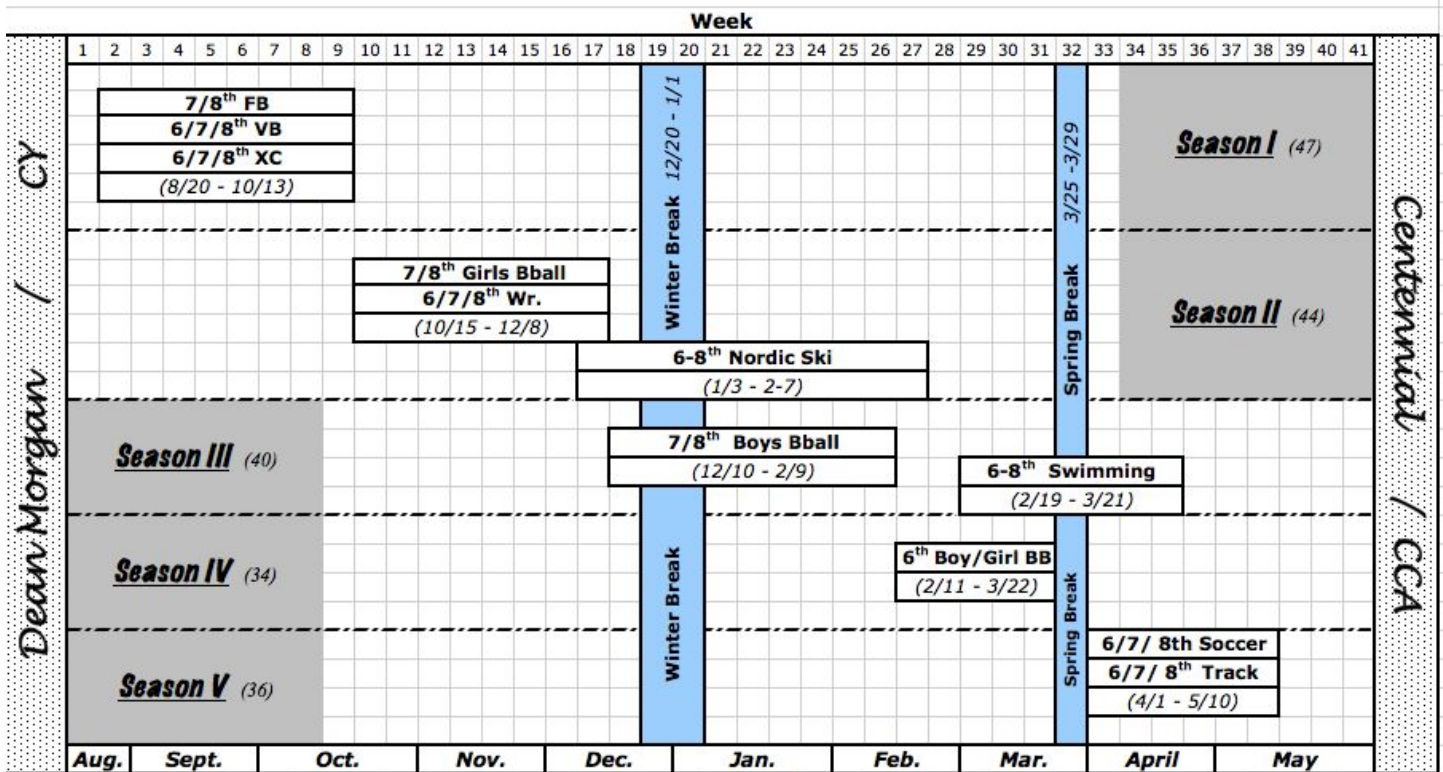 Week
1 2 3 4 5 6 7 8 9 10 11 12 13 14 15 16 17 18 19 20 21 22 23 24 25 26 27 28 29 30 31 32 33 34 35 36 37 38 39 40 41
Dean Morgan / CY
7/8th FB
6/7/8th VB
6/7/8th XC
(8/20 - 10/13)
Winter Break 12/20 - 1/1
Spring Break 3/25 -3/29
Season I (47)
7/8th Girls Bball
6/7/8th Wr.
(10/15 - 12/8)
Season II (44)
6-8th Nordic Ski
(1/3 - 2-7)
Season III (40)
7/8th Boys Bball
(12/10 - 2/9)
6-8th Swimming
(2/19 - 3/21)
Season IV (34)
Winter Break
6th Boy/Girl BB
(2/11 - 3/22)
Spring Break
Season V (36)
6/7/ 8th Soccer
6/7/ 8th Track
(4/1 - 5/10)
Centennial / CCA
Aug. Sept. Oct. Nov. Dec. Jan. Feb. Mar. April May